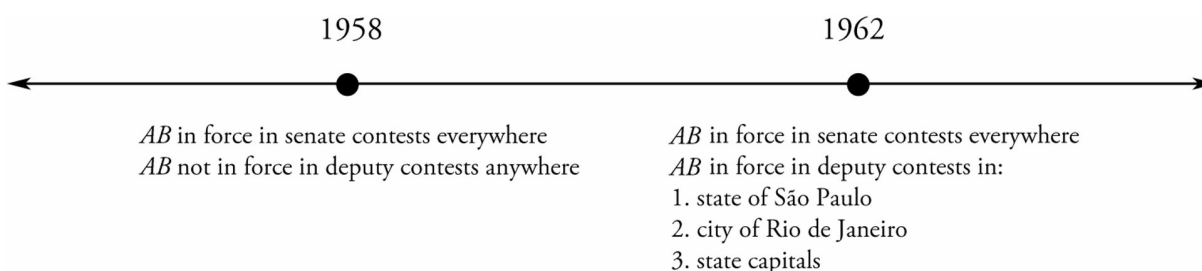 1958
1962
AB in force in senate contests everywhere
AB not in force in deputy contests anywhere
AB in force in senate contests everywhere
AB in force in deputy contests in:
1. state of São Paulo
2. city of Rio de Janeiro
3. state capitals